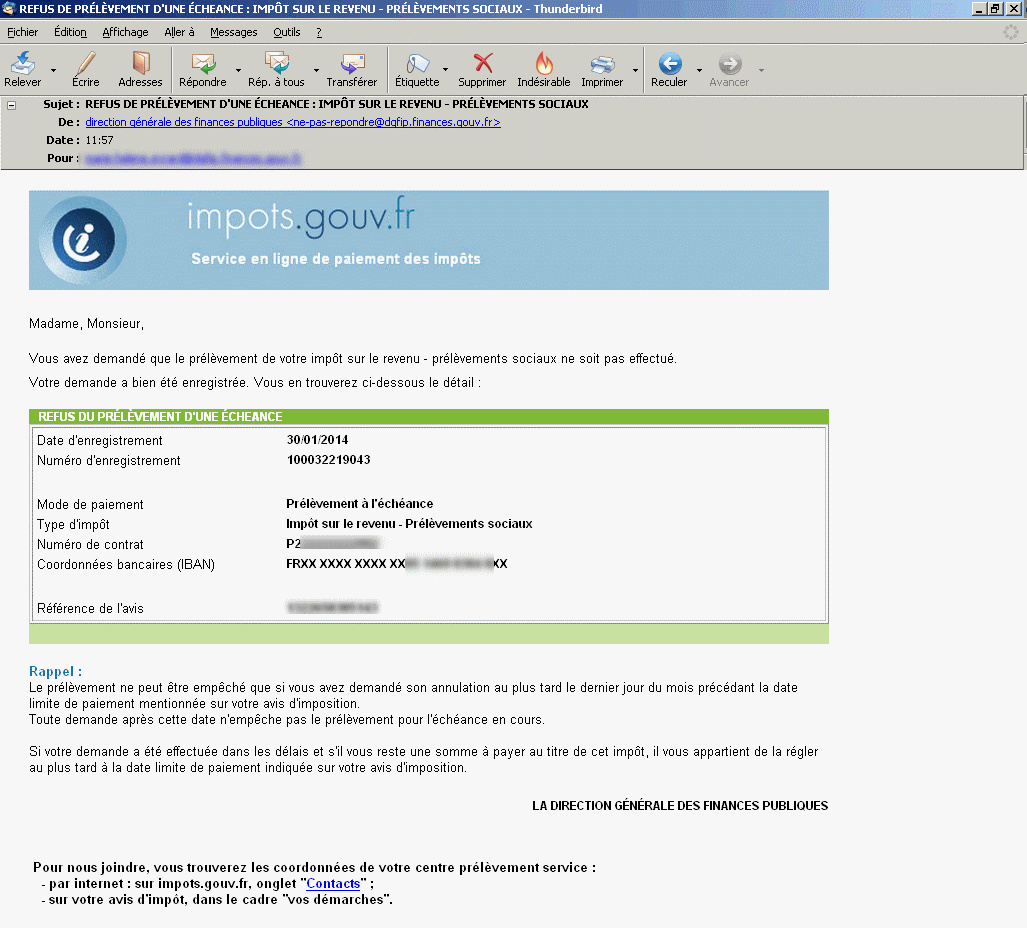 REFUS DE PRÉLÈVEMENT D'UNE ÉCHEANCE : IMPÔT SUR LE REVENU - PRÉLÈVEMENTS SOCIAUX - Thunderbird
Fichier Édition Affichage Aller à Messages Outils ?
Relever Écrire Adresses Répondre Rép. à tous Transférer Étiquette Supprimer Indésirable Imprimer Reculer Avancer
Sujet : REFUS DE PRÉLÈVEMENT D'UNE ÉCHEANCE : IMPÔT SUR LE REVENU - PRÉLÈVEMENTS SOCIAUX
De : direction générale des finances publiques <ne-pas-repondre@dgfip.finances.gouv.fr>
Date : 11:57
Pour :
impots.gouv.fr
Service en ligne de paiement des impôts
Madame, Monsieur,
Vous avez demandé que le prélèvement de votre impôt sur le revenu - prélèvements sociaux ne soit pas effectué.
Votre demande a bien été enregistrée. Vous en trouverez ci-dessous le détail :
REFUS DU PRÉLÈVEMENT D'UNE ÉCHEANCE
Date d'enregistrement 30/01/2014
Numéro d'enregistrement 100032219043
Mode de paiement Prélèvement à l'échéance
Type d'impôt Impôt sur le revenu - Prélèvements sociaux
Numéro de contrat P2
Coordonnées bancaires (IBAN) FRXX XXXX XXXX XX XX
Référence de l'avis
Rappel :
Le prélèvement ne peut être empêché que si vous avez demandé son annulation au plus tard le dernier jour du mois précédant la date
limite de paiement mentionnée sur votre avis d'imposition.
Toute demande après cette date n'empêche pas le prélèvement pour l'échéance en cours.
Si votre demande a été effectuée dans les délais et s'il vous reste une somme à payer au titre de cet impôt, il vous appartient de la régler
au plus tard à la date limite de paiement indiquée sur votre avis d'imposition.
LA DIRECTION GÉNÉRALE DES FINANCES PUBLIQUES
Pour nous joindre, vous trouverez les coordonnées de votre centre prélèvement service :
- par internet : sur impots.gouv.fr, onglet "Contacts" ;
- sur votre avis d'impôt, dans le cadre "vos démarches".